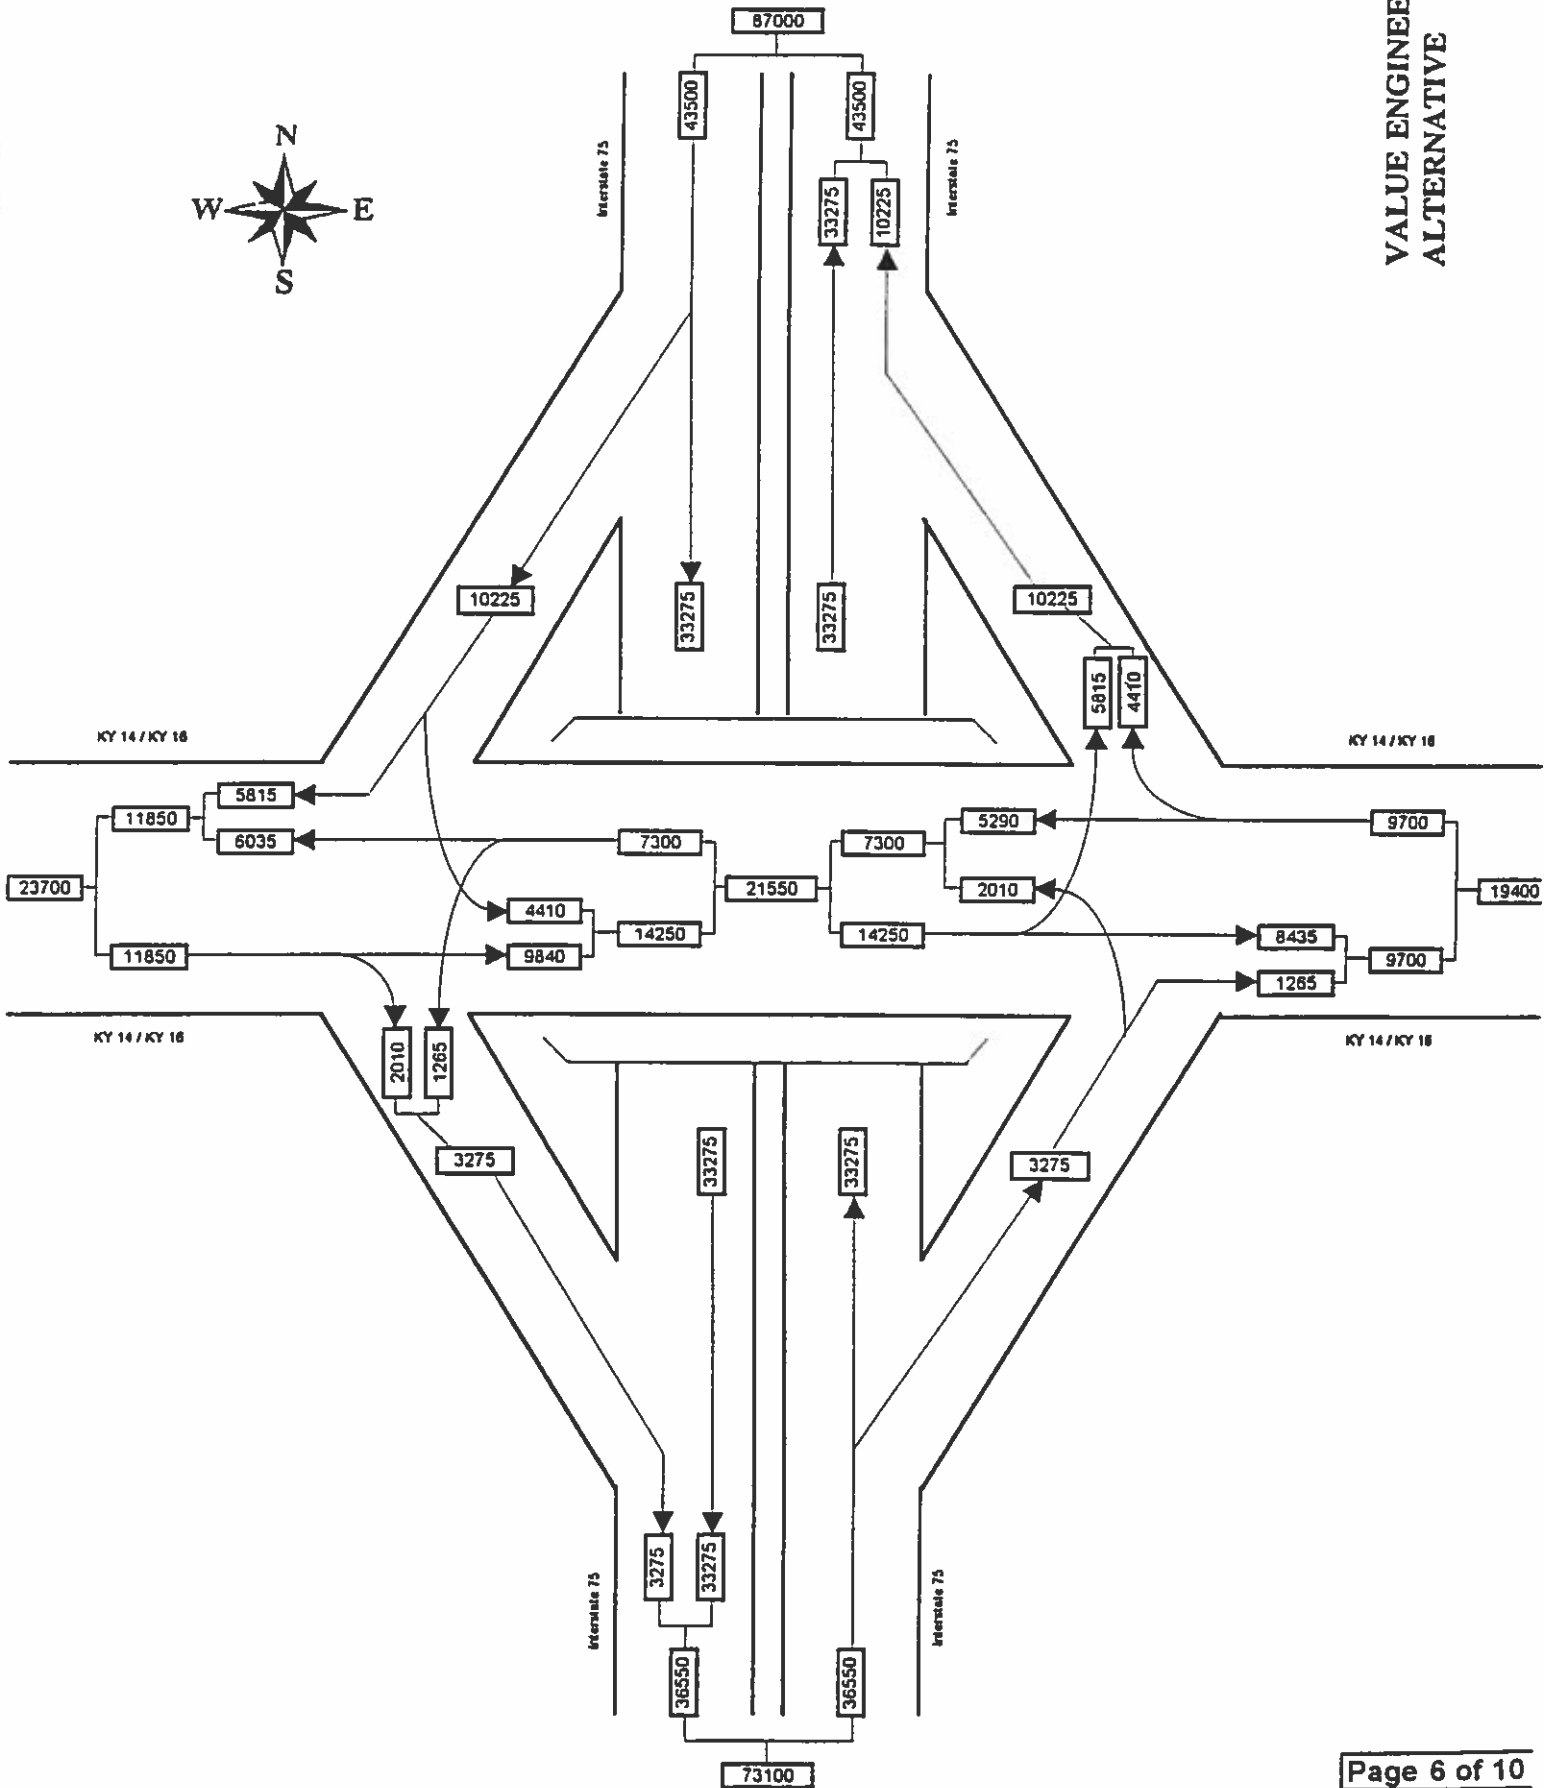 87000
VALUE ENGINEE
ALTERNATIVE
43500
43500
N
W E
S
Interstate 75
Interstate 75
33275
10225
10225
33275
33275
10225
5815
4410
KY 14 / KY 16
KY 14 / KY 16
5815
11850
6035
7300
7300
5290
9700
23700
21550
2010
19400
4410
14250
14250
8435
11850
9840
9700
1265
KY 14 / KY 16
KY 14 / KY 16
2010
1265
3275
33275
33275
3275
3275
33275
Interstate 75
Interstate 75
36550
36550
73100
Page 6 of 10